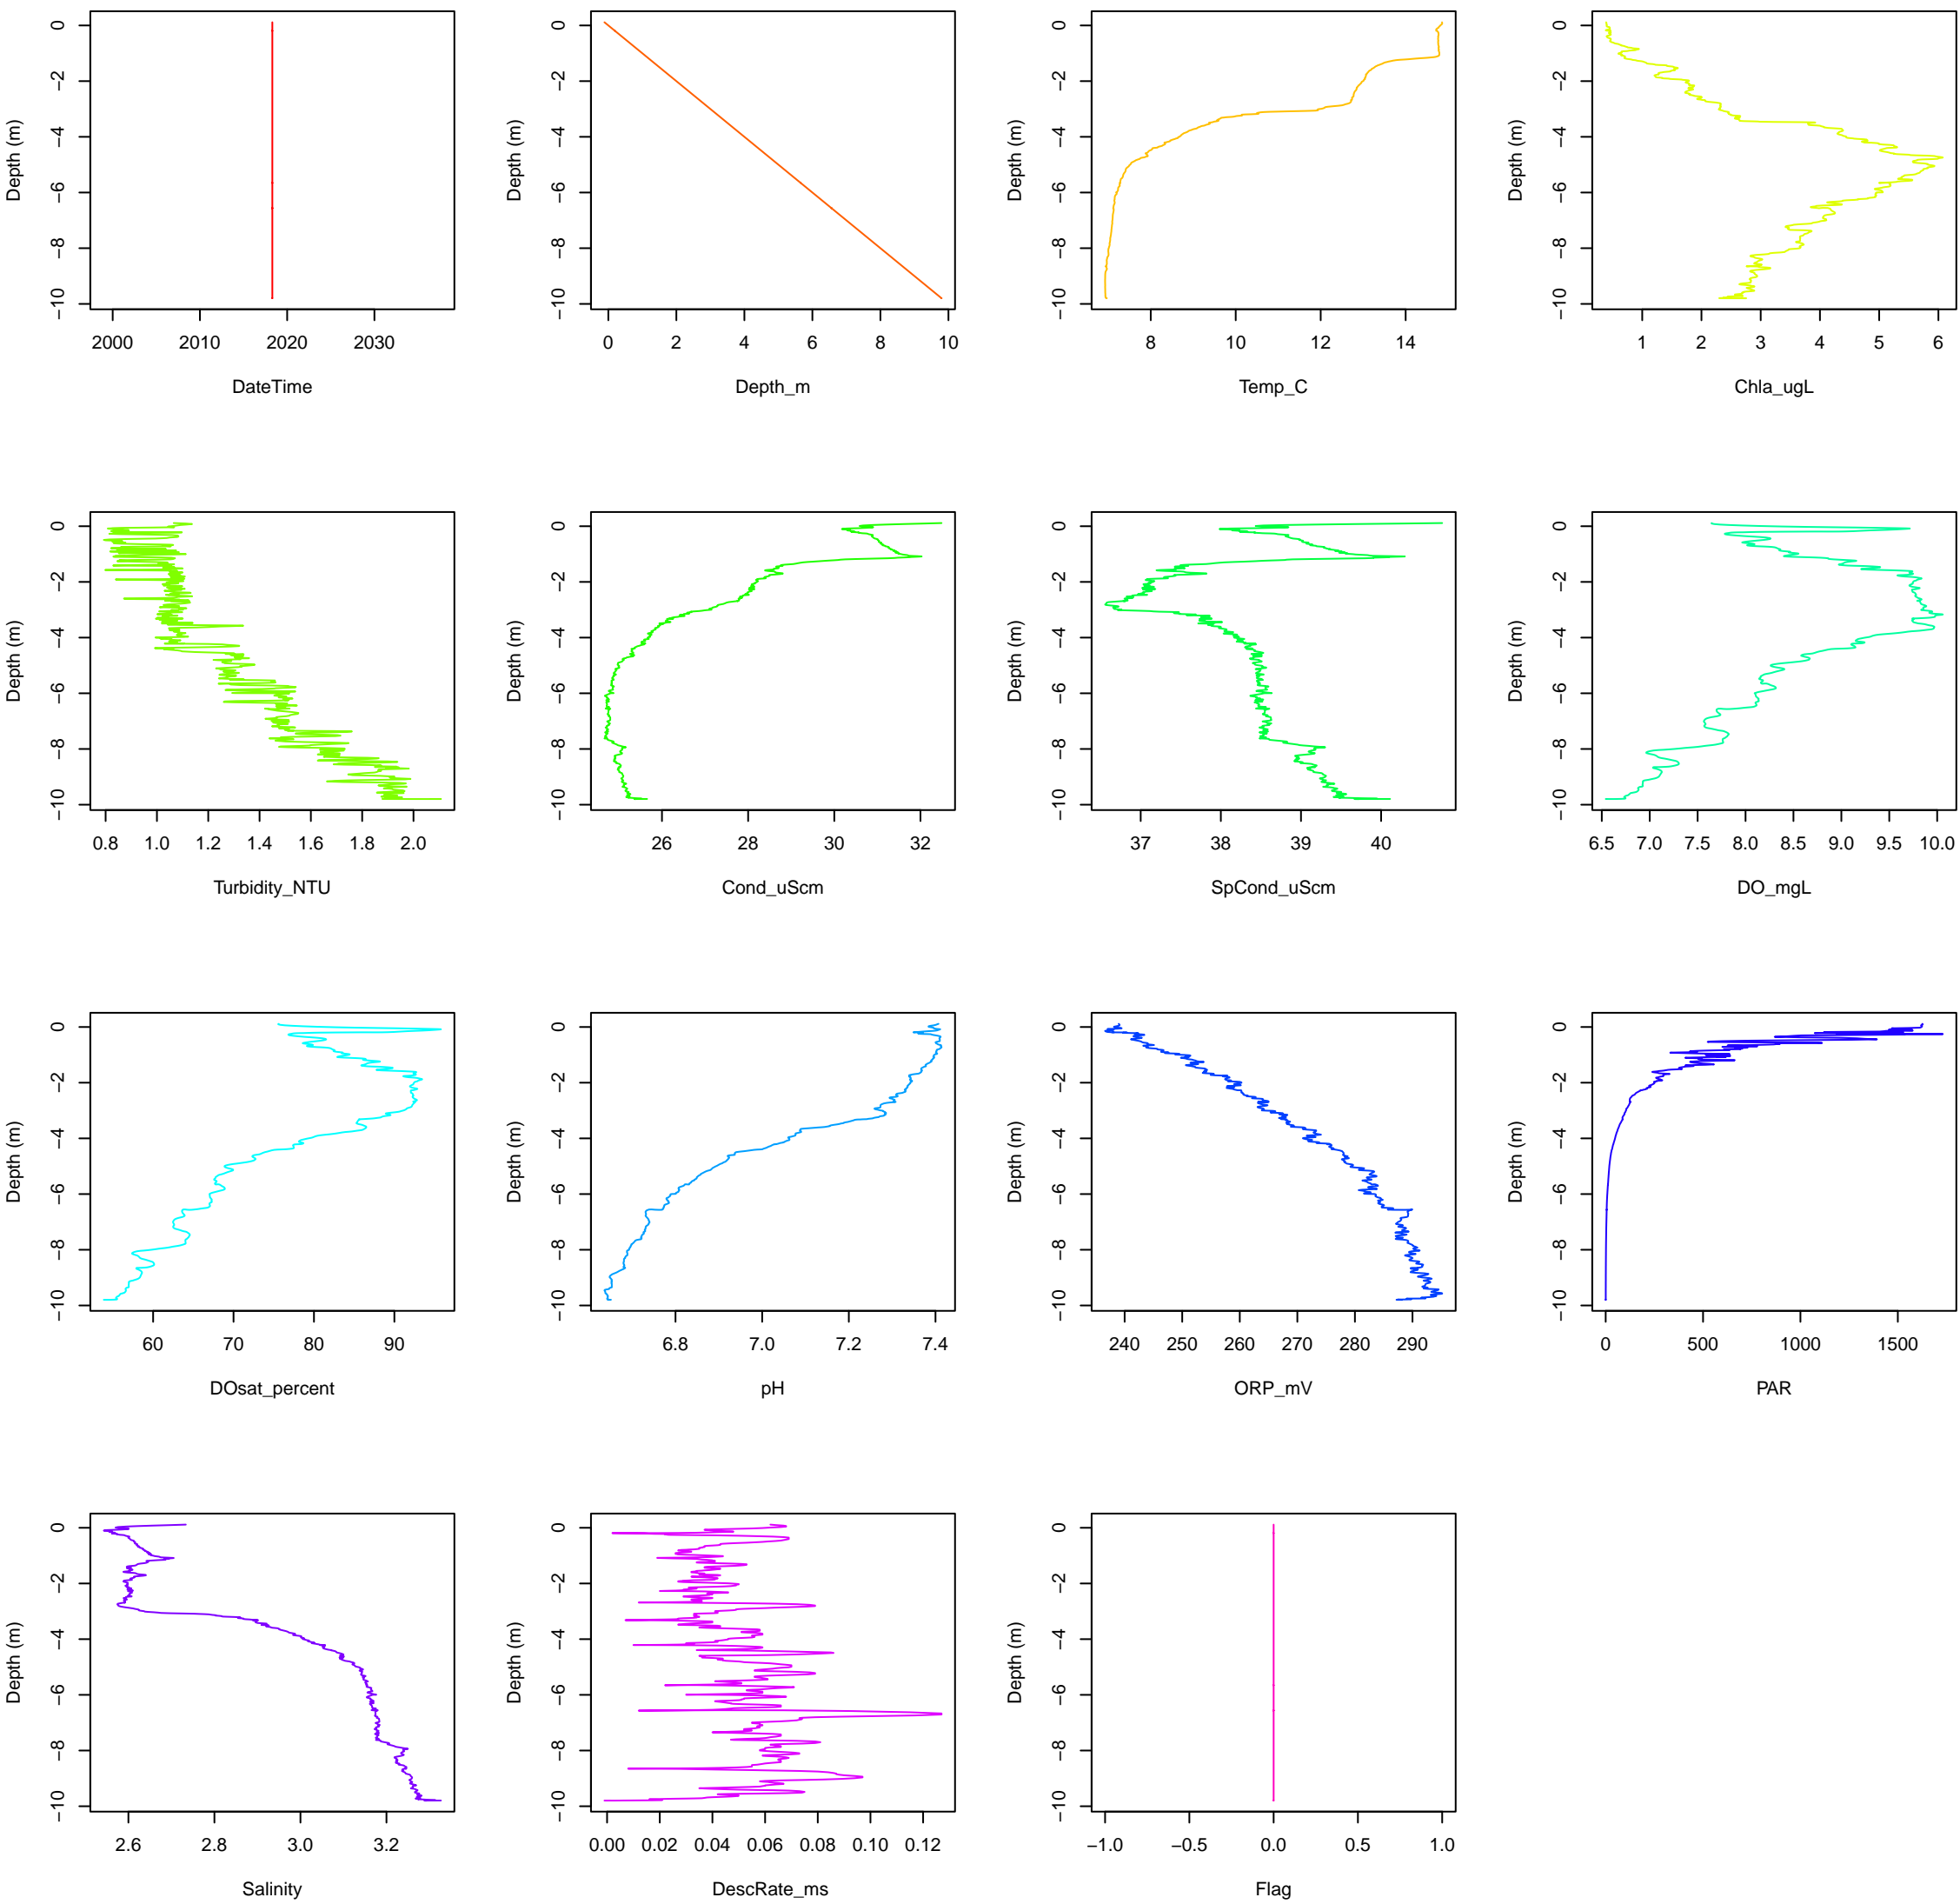 0
−2
−4
−6
−8
−10
Depth (m)
2000 2010 2020 2030
DateTime
0
−2
−4
−6
−8
−10
Depth (m)
0 2 4 6 8 10
Depth_m
0
−2
−4
−6
−8
−10
Depth (m)
8 10 12 14
Temp_C
0
−2
−4
−6
−8
−10
Depth (m)
1 2 3 4 5 6
Chla_ugL
0
−2
−4
−6
−8
−10
Depth (m)
0.8 1.0 1.2 1.4 1.6 1.8 2.0
Turbidity_NTU
0
−2
−4
−6
−8
−10
Depth (m)
26 28 30 32
Cond_uScm
0
−2
−4
−6
−8
−10
Depth (m)
37 38 39 40
SpCond_uScm
0
−2
−4
−6
−8
−10
Depth (m)
6.5 7.0 7.5 8.0 8.5 9.0 9.5 10.0
DO_mgL
0
−2
−4
−6
−8
−10
Depth (m)
60 70 80 90
DOsat_percent
0
−2
−4
−6
−8
−10
Depth (m)
6.8 7.0 7.2 7.4
pH
0
−2
−4
−6
−8
−10
Depth (m)
240 250 260 270 280 290
ORP_mV
0
−2
−4
−6
−8
−10
Depth (m)
0 500 1000 1500
PAR
0
−2
−4
−6
−8
−10
Depth (m)
2.6 2.8 3.0 3.2
Salinity
0
−2
−4
−6
−8
−10
Depth (m)
0.00 0.02 0.04 0.06 0.08 0.10 0.12
DescRate_ms
0
−2
−4
−6
−8
−10
Depth (m)
−1.0 −0.5 0.0 0.5 1.0
Flag